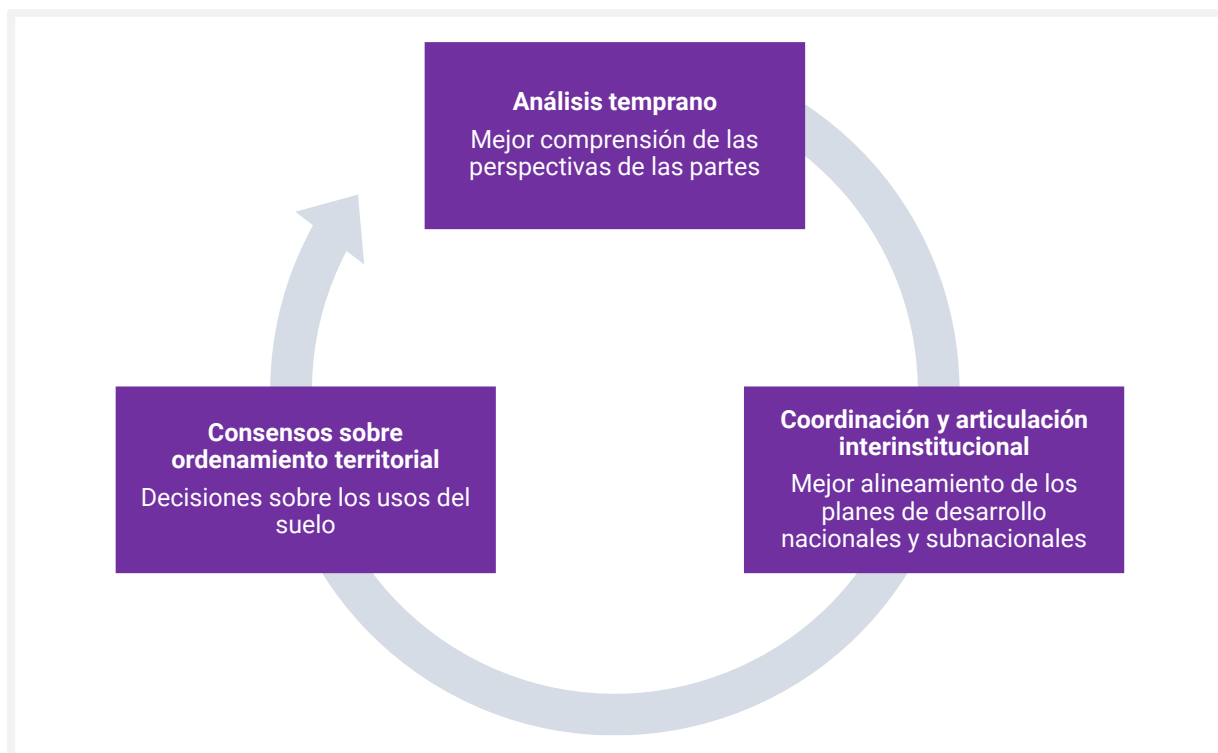 Análisis temprano
Mejor comprensión de las
perspectivas de las partes
Coordinación y articulación
interinstitucional
Mejor alineamiento de los
planes de desarrollo
nacionales y subnacionales
Consensos sobre
ordenamiento territorial
Decisiones sobre los usos del
suelo